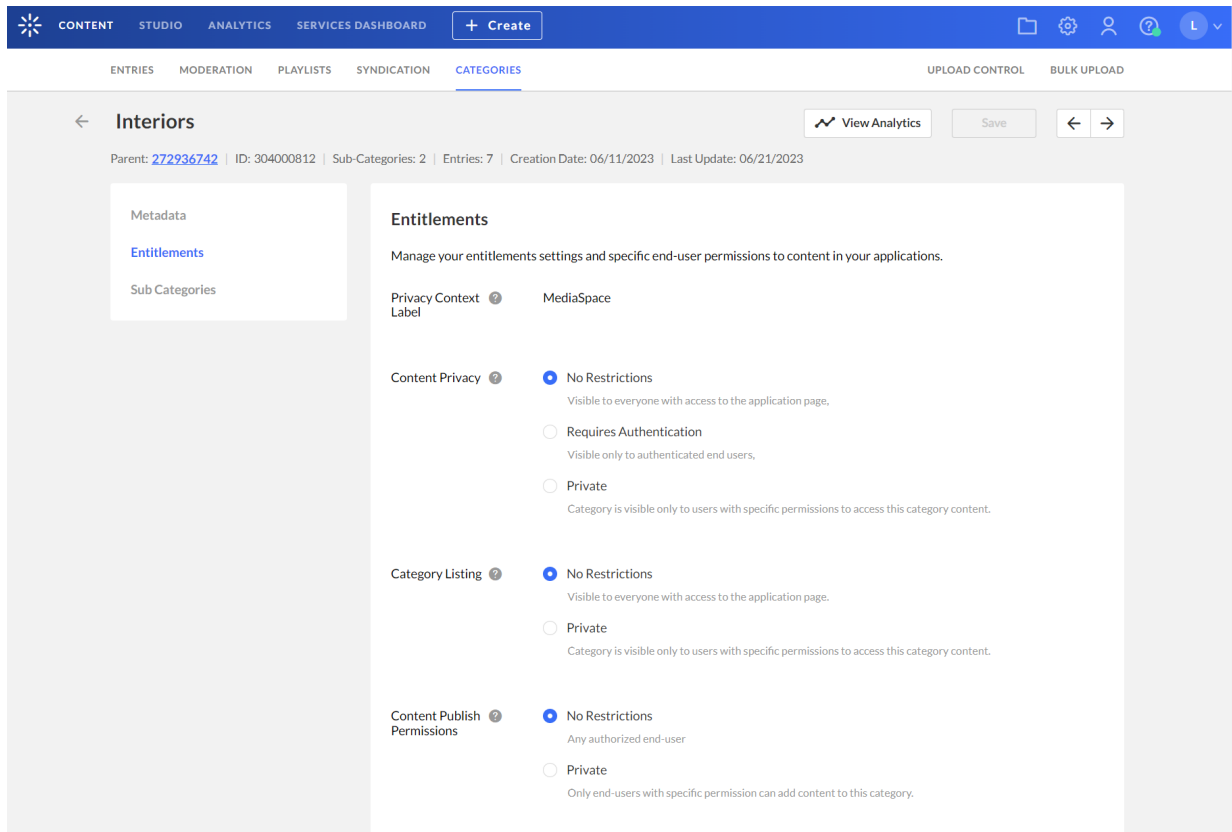 CONTENT STUDIO ANALYTICS SERVICES DASHBOARD + Create L
ENTRIES MODERATION PLAYLISTS SYNDICATION CATEGORIES UPLOAD CONTROL BULK UPLOAD
Interiors View Analytics Save
Parent: 272936742 | ID: 304000812 | Sub-Categories: 2 | Entries: 7 | Creation Date: 06/11/2023 | Last Update: 06/21/2023
Metadata
Entitlements
Sub Categories
Entitlements
Manage your entitlements settings and specific end-user permissions to content in your applications.
Privacy Context Label ? MediaSpace
Content Privacy ? No Restrictions
Visible to everyone with access to the application page,
Requires Authentication
Visible only to authenticated end users,
Private
Category is visible only to users with specific permissions to access this category content.
Category Listing ? No Restrictions
Visible to everyone with access to the application page.
Private
Category is visible only to users with specific permissions to access this category content.
Content Publish Permissions ? No Restrictions
Any authorized end-user
Private
Only end-users with specific permission can add content to this category.